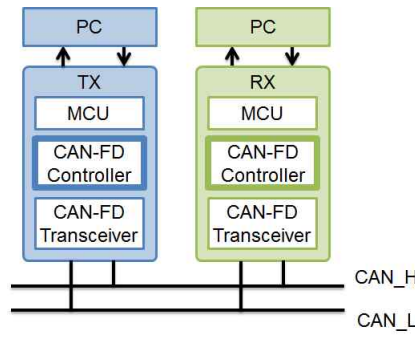 PC
PC
TX
RX
MCU
MCU
CAN-FD
Controller
CAN-FD
Controller
CAN-FD
Transceiver
CAN-FD
Transceiver
CAN_H
CAN_L